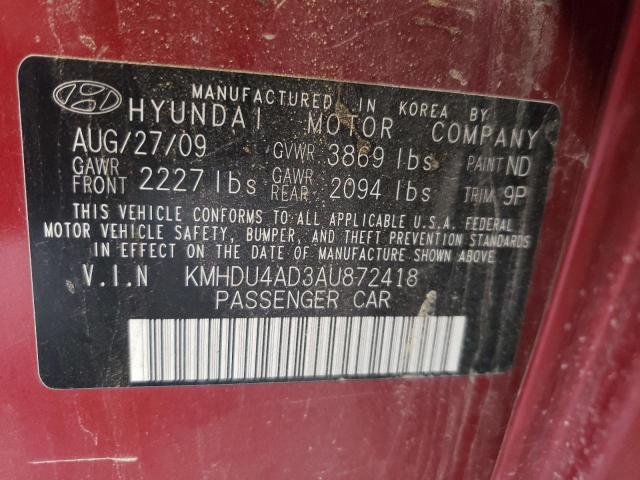 MANUFACTURED IN KOREA BY
HYUNDAI MOTOR COMPANY
AUG/27/09 GVWR 3869 lbs PAINT ND
GAWR FRONT 2227 lbs GAWR REAR 2094 lbs TRIM 9P
THIS VEHICLE CONFORMS TO ALL APPLICABLE U.S.A. FEDERAL
MOTOR VEHICLE SAFETY, BUMPER, AND THEFT PREVENTION STANDARDS
IN EFFECT ON THE DATE OF MANUFACTURE SHOWN ABOVE.
V.I.N KMHDU4AD3AU872418
PASSENGER CAR